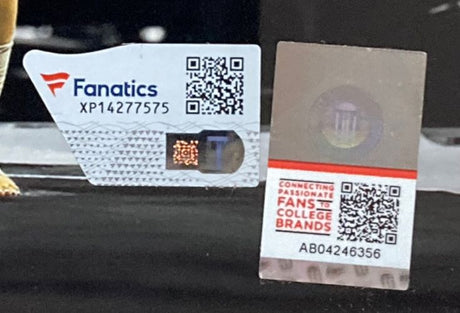 Fanatics
XP14277575
CONNECTING
PASSIONATE
FANS TO
COLLEGE
BRANDS
AB04246356